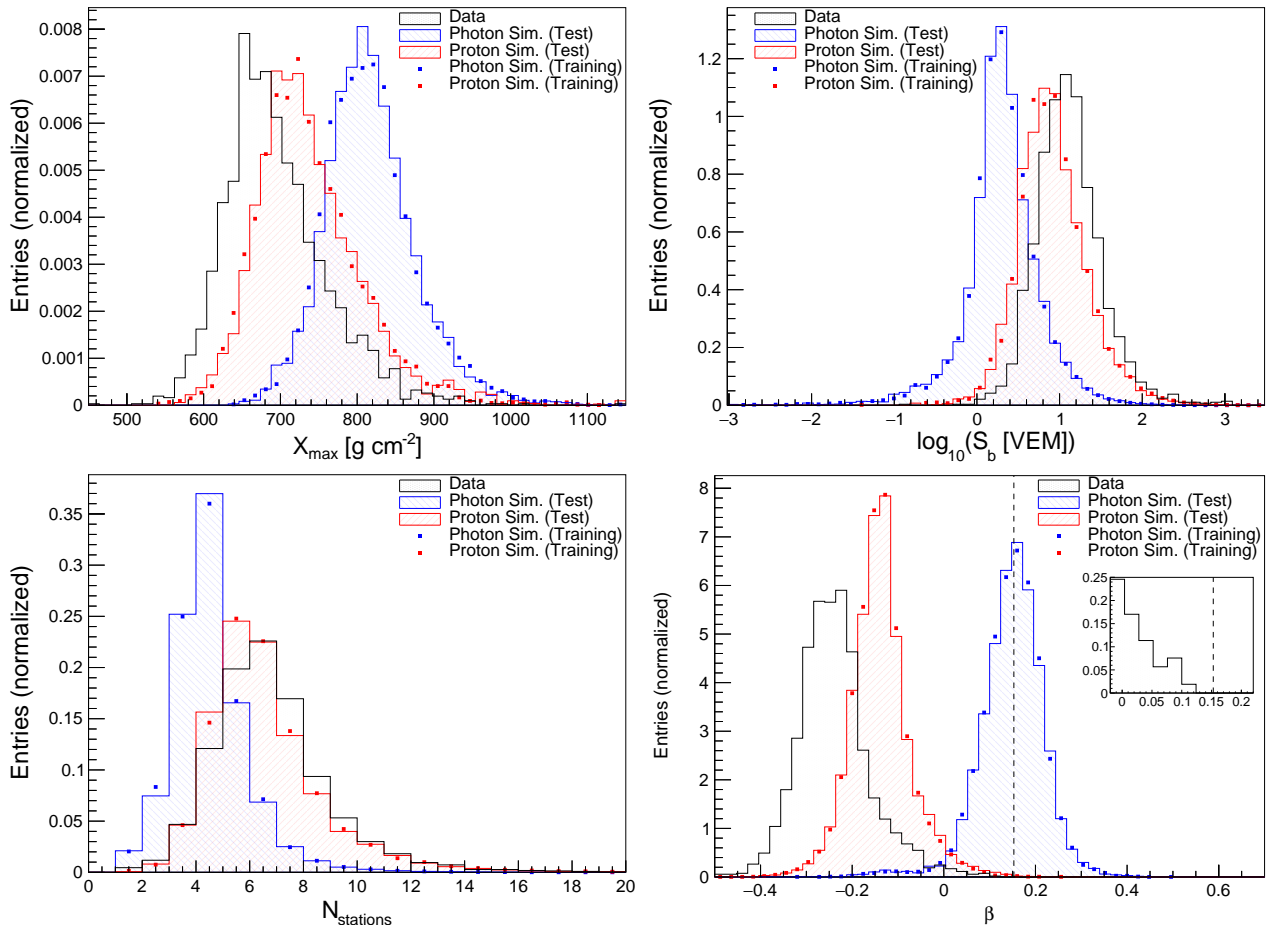 Entries (normalized)
0.008
0.007
0.006
0.005
0.004
0.003
0.002
0.001
0
500 600 700 800 900 1000 1100
X_max [g cm⁻²]
Data
Photon Sim. (Test)
Proton Sim. (Test)
Photon Sim. (Training)
Proton Sim. (Training)
Entries (normalized)
1.2
1
0.8
0.6
0.4
0.2
0
−3 −2 −1 0 1 2 3
log₁₀(S_b [VEM])
Data
Photon Sim. (Test)
Proton Sim. (Test)
Photon Sim. (Training)
Proton Sim. (Training)
Entries (normalized)
0.35
0.3
0.25
0.2
0.15
0.1
0.05
0
0 2 4 6 8 10 12 14 16 18 20
N_stations
Data
Photon Sim. (Test)
Proton Sim. (Test)
Photon Sim. (Training)
Proton Sim. (Training)
Entries (normalized)
8
7
6
5
4
3
2
1
0
−0.4 −0.2 0 0.2 0.4 0.6
β
Data
Photon Sim. (Test)
Proton Sim. (Test)
Photon Sim. (Training)
Proton Sim. (Training)
0.25
0.2
0.15
0.1
0.05
0
0 0.05 0.1 0.15 0.2